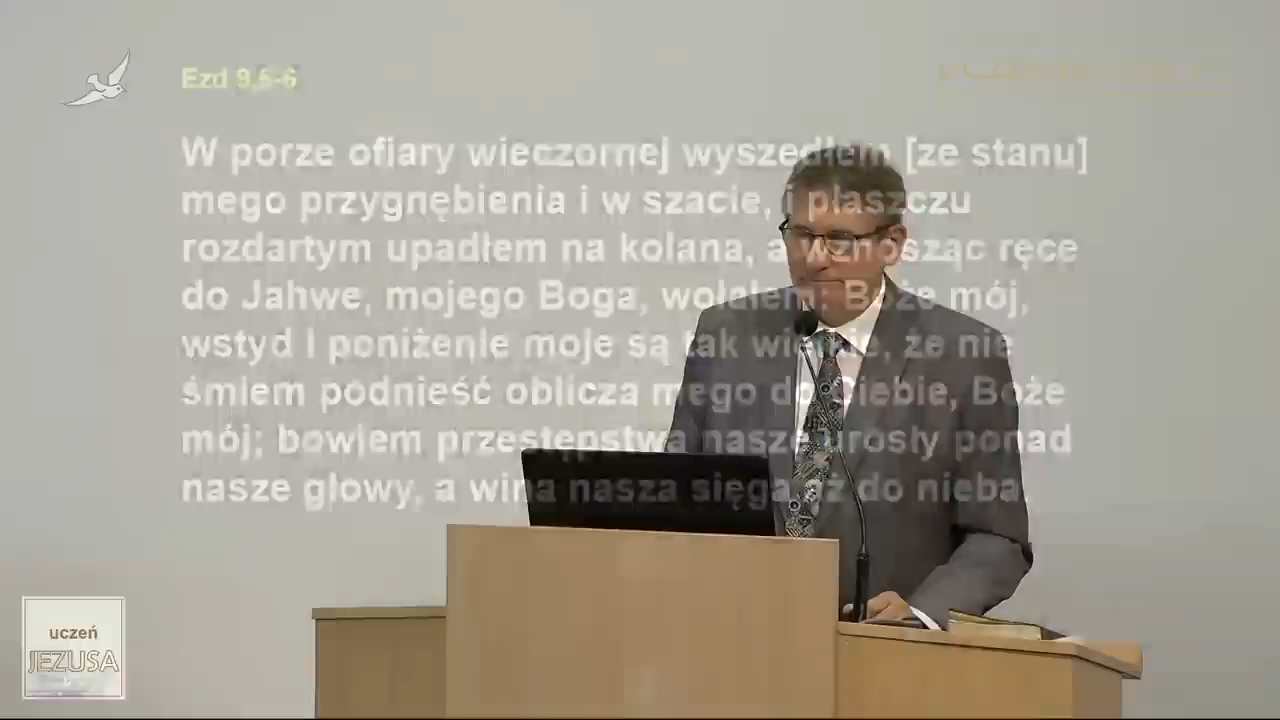 Ezd 9,5-6
W porze ofiary wieczornej wyszedłem [ze stanu]
mego przygnębienia i w szacie, i płaszczu
rozdartym upadłem na kolana, a wznosząc ręce
do Jahwe, mojego Boga, wołałem: Boże mój,
wstyd i poniżenie moje są tak wielkie, że nie
śmiem podnieść oblicza mego do Ciebie, Boże
mój; bowiem przestępstwa nasze urosły ponad
nasze głowy, a wina nasza sięga aż do nieba.
uczeń
JEZUSA